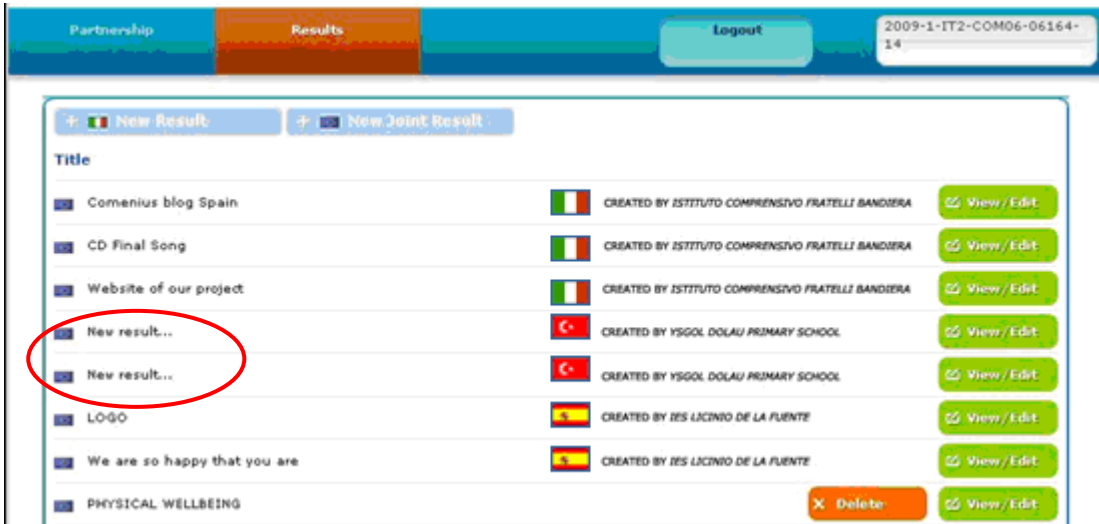 Partnership
Results
Logout
2009-1-IT2-COM06-06164-
14
+ New Result
+ New Joint Result
Title
Comenius blog Spain CREATED BY ISTITUTO COMPRENSIVO FRATELLI BANDIERA View/Edit
CD Final Song CREATED BY ISTITUTO COMPRENSIVO FRATELLI BANDIERA View/Edit
Website of our project CREATED BY ISTITUTO COMPRENSIVO FRATELLI BANDIERA View/Edit
New result... CREATED BY YSGOL DOLAU PRIMARY SCHOOL View/Edit
New result... CREATED BY YSGOL DOLAU PRIMARY SCHOOL View/Edit
LOGO CREATED BY IES LICINIO DE LA FUENTE View/Edit
We are so happy that you are CREATED BY IES LICINIO DE LA FUENTE View/Edit
PHYSICAL WELLBEING X Delete View/Edit